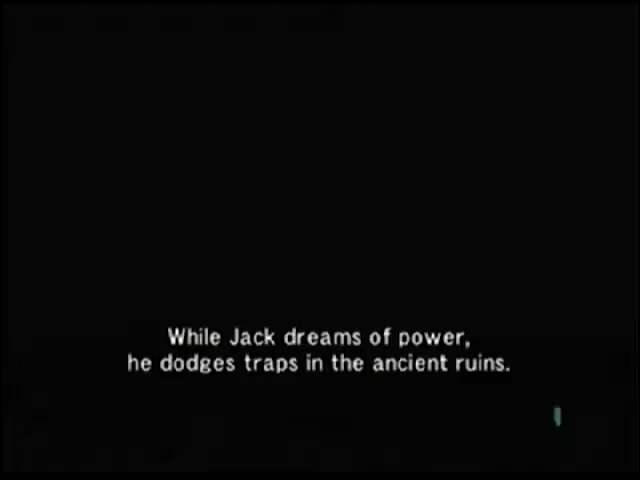 While Jack dreams of power,
he dodges traps in the ancient ruins.